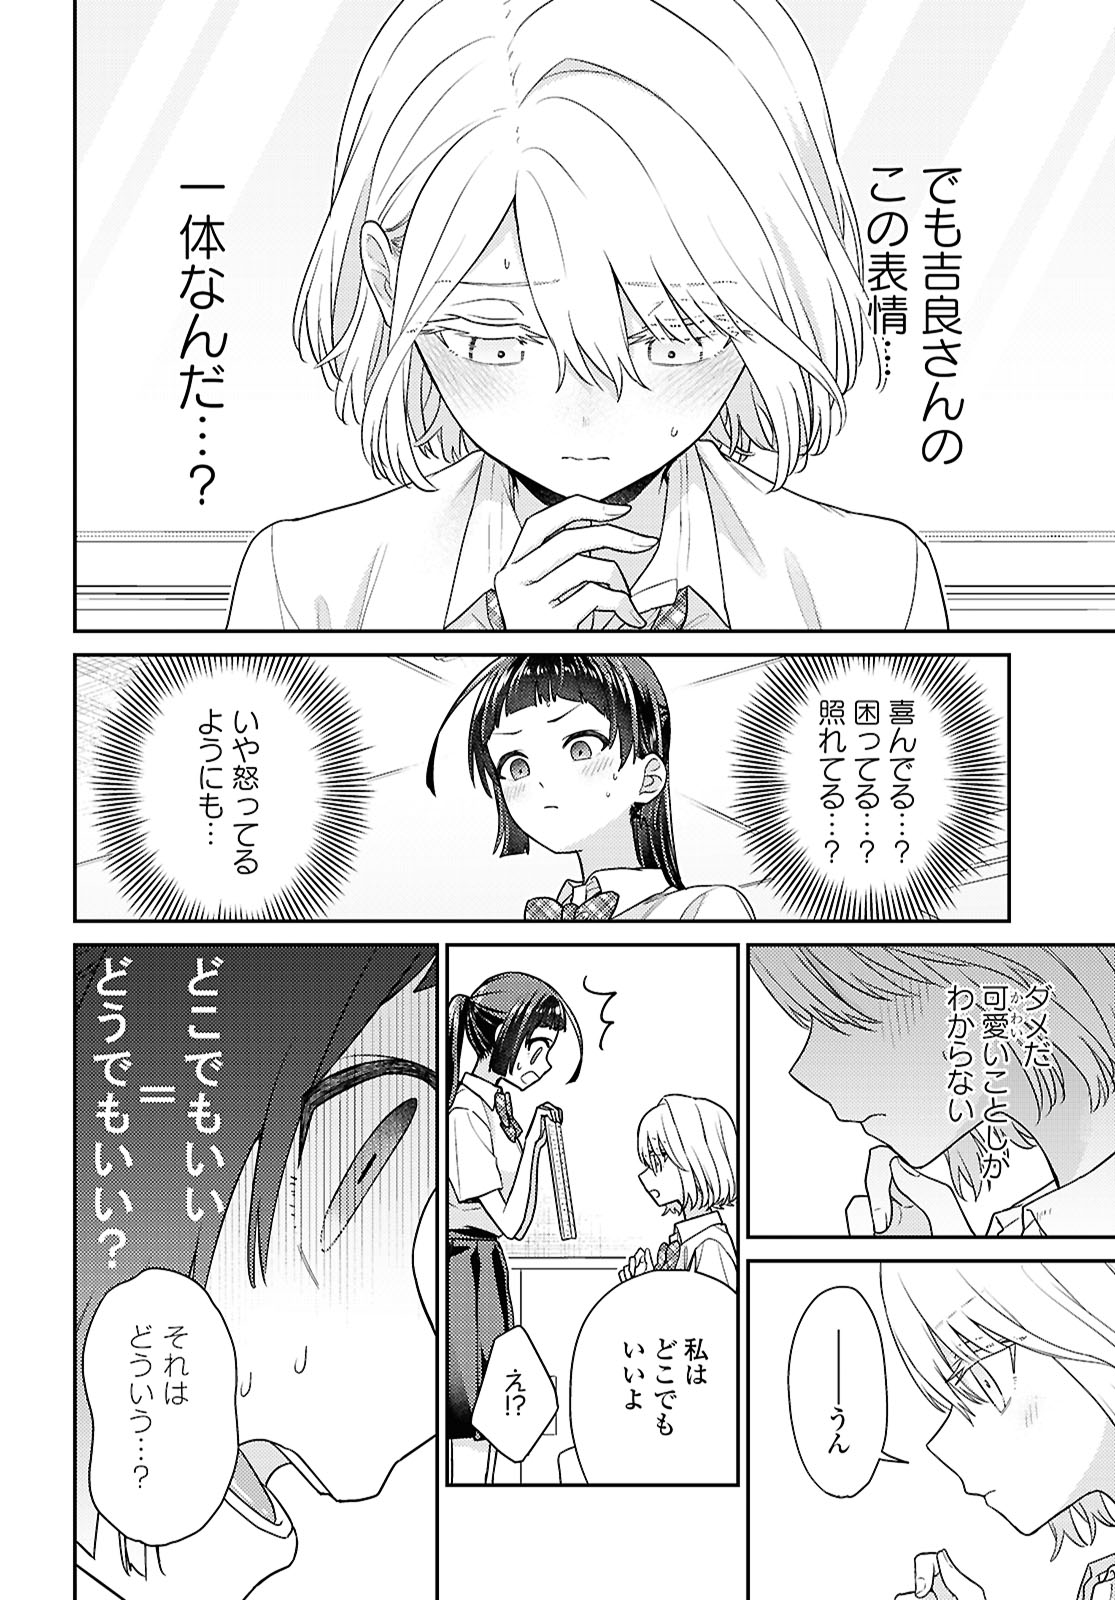 でも吉良さんの
この表情……
一体なんだ…？
喜んでる…？
困ってる…？
照れてる…？
いや怒ってる
ようにも…
ダメだ
可愛いことしか
かわい
わからない
――うん
私は
どこでも
いいよ
え!?
どこでもいい
＝
どうでもいい？
それは
どういう…？